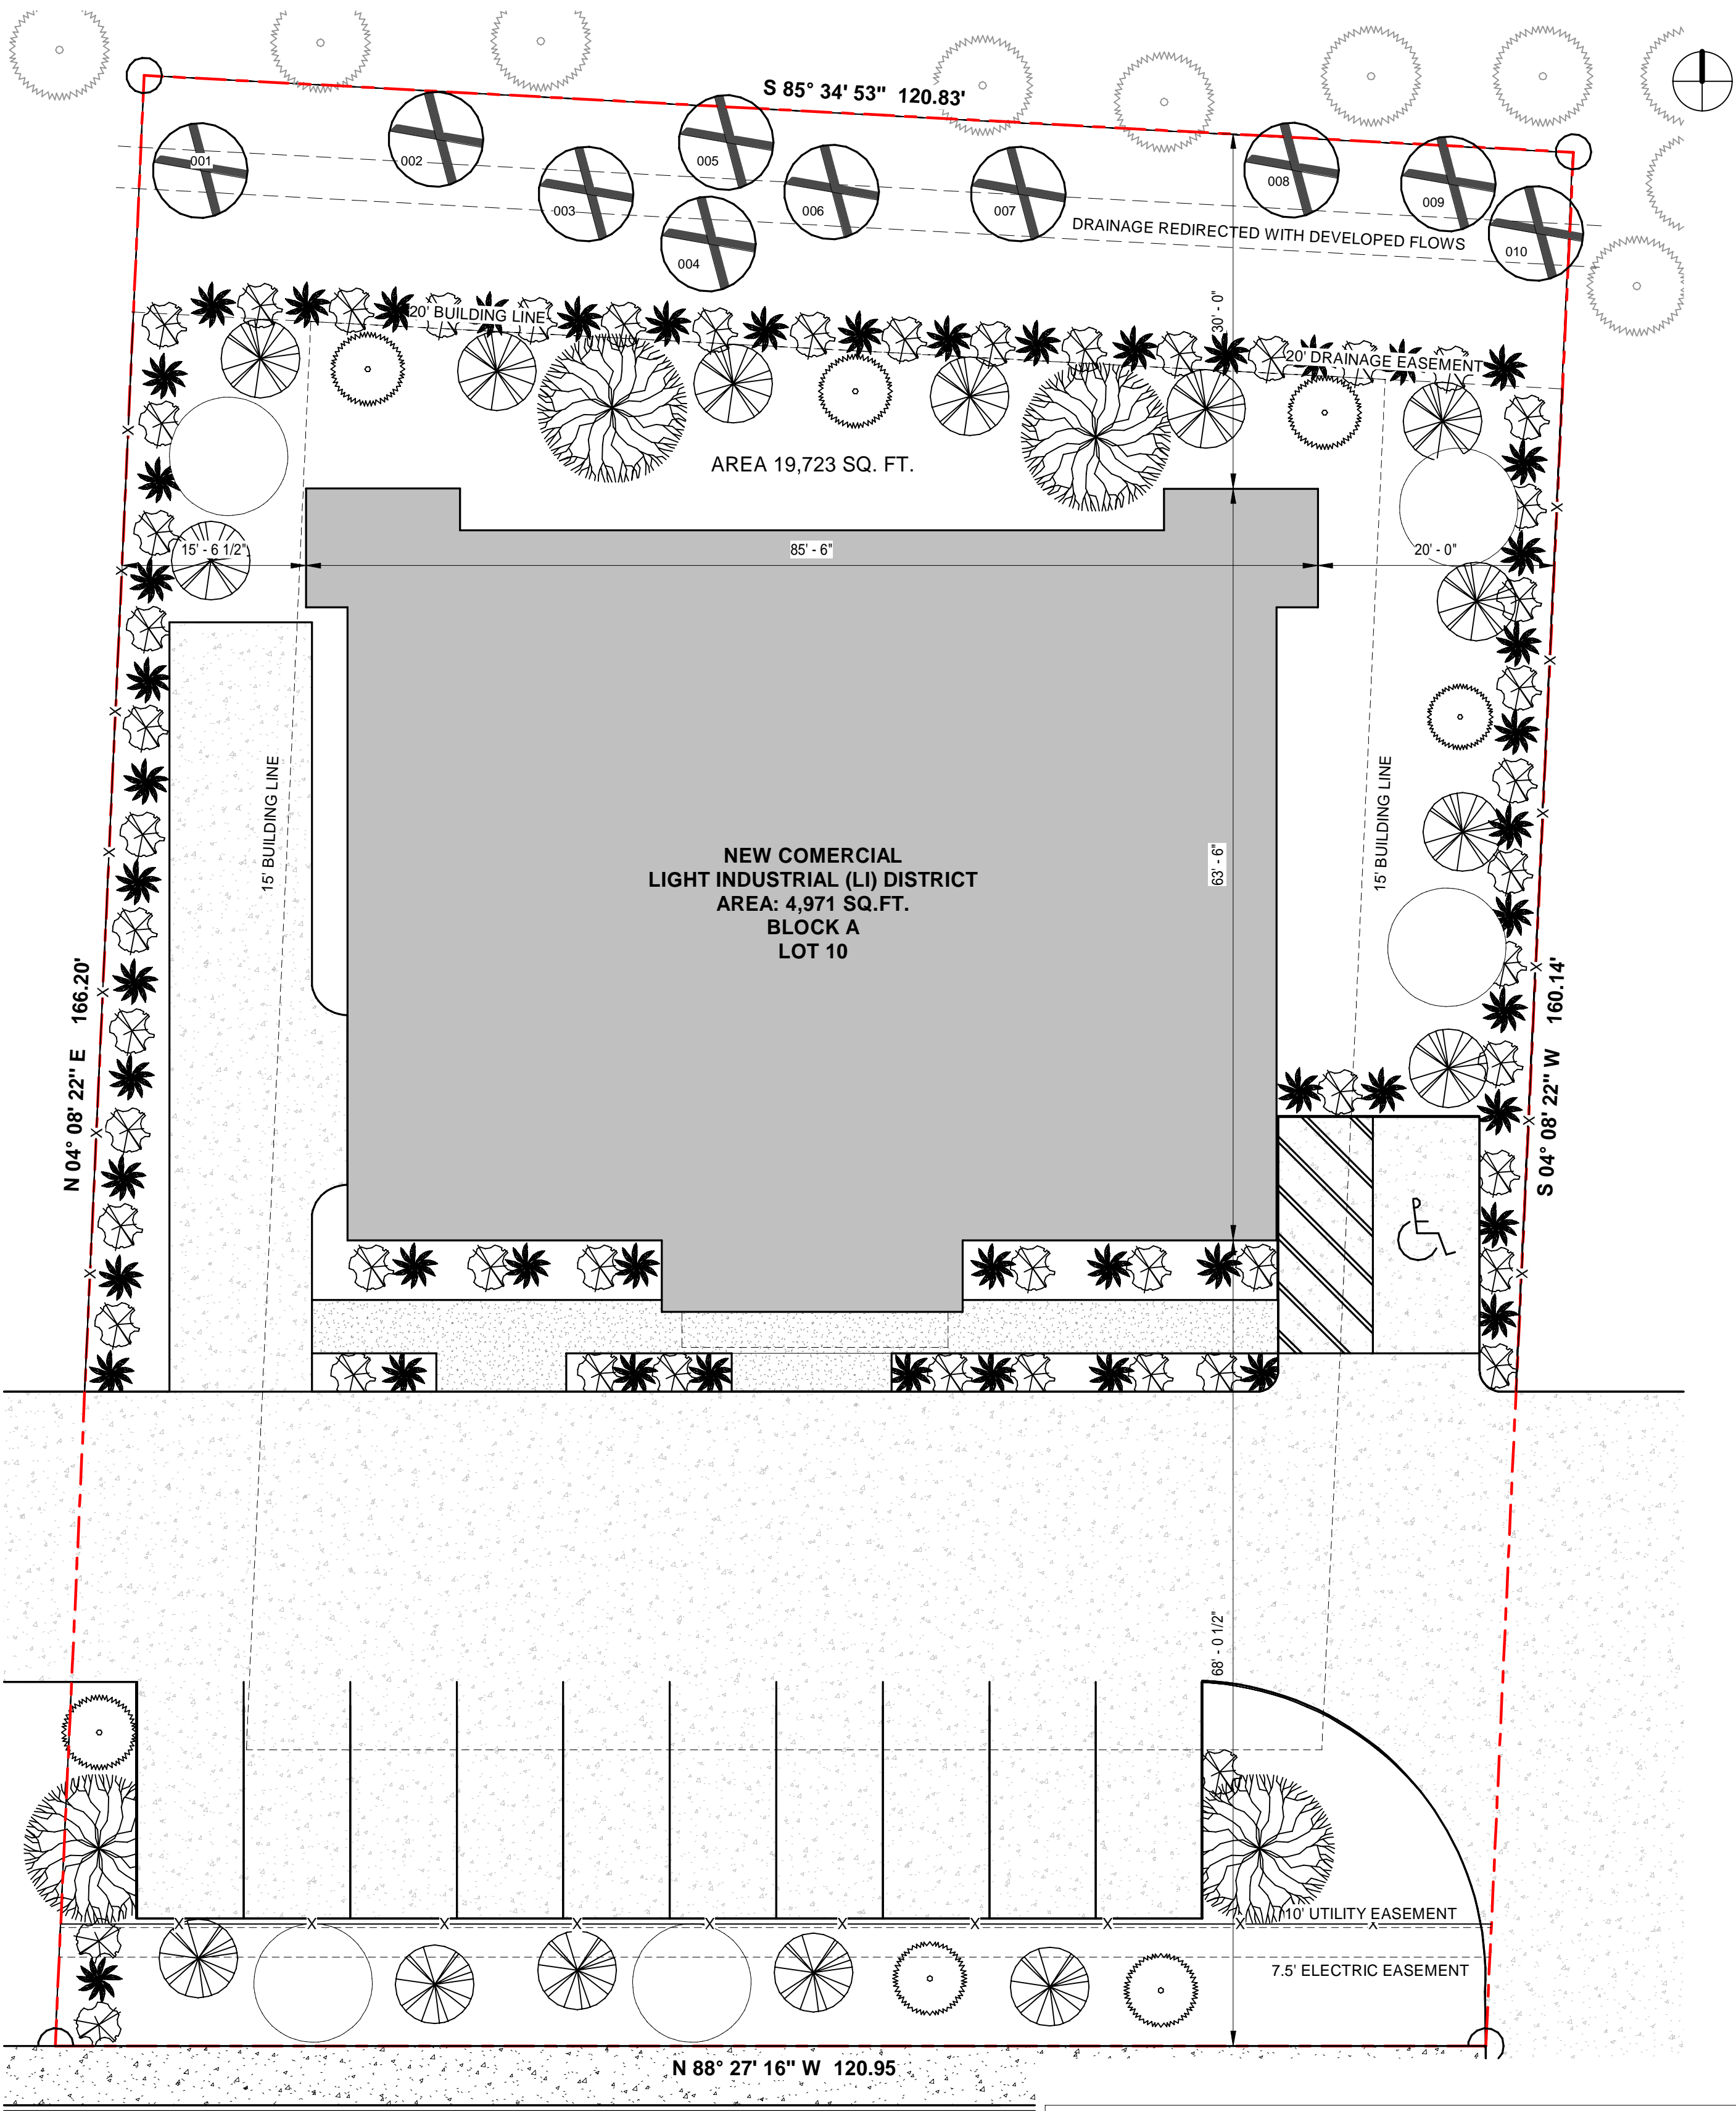 S 85° 34' 53" 120.83'
001
002
003
004
005
006
007
008
009
010
DRAINAGE REDIRECTED WITH DEVELOPED FLOWS
30' - 0"
20' BUILDING LINE
20' DRAINAGE EASEMENT
AREA 19,723 SQ. FT.
15' - 6 1/2"
85' - 6"
20' - 0"
15' BUILDING LINE
63' - 6"
15' BUILDING LINE
NEW COMERCIAL
LIGHT INDUSTRIAL (LI) DISTRICT
AREA: 4,971 SQ.FT.
BLOCK A
LOT 10
N 04° 08' 22" E 166.20'
S 04° 08' 22" W 160.14'
68' - 0 1/2"
10' UTILITY EASEMENT
7.5' ELECTRIC EASEMENT
N 88° 27' 16" W 120.95